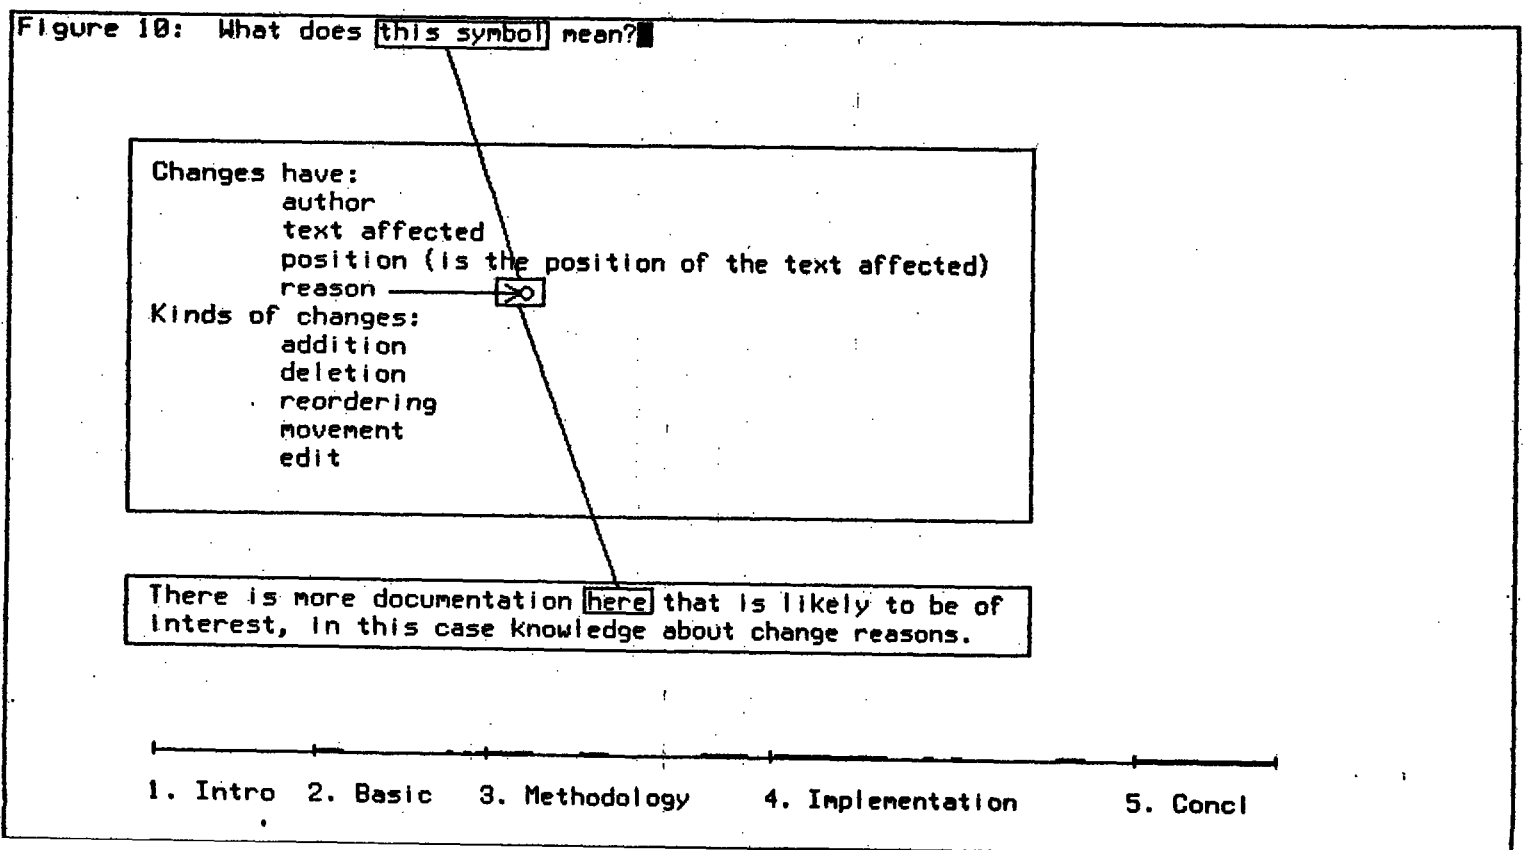 Figure 10: What does this symbol mean?
Changes have:
author
text affected
position (is the position of the text affected)
reason
Kinds of changes:
addition
deletion
reordering
movement
edit
There is more documentation here that is likely to be of
interest, in this case knowledge about change reasons.
1. Intro 2. Basic 3. Methodology 4. Implementation 5. Concl